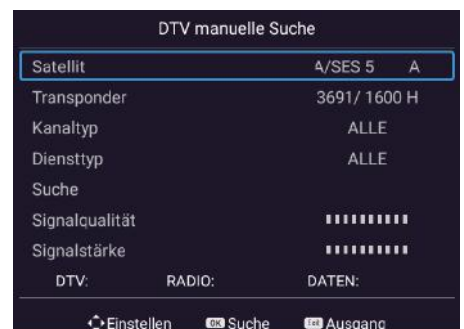 DTV manuelle Suche
Satellit A/SES 5 A
Transponder 3691/ 1600 H
Kanaltyp ALLE
Diensttyp ALLE
Suche
Signalqualität
Signalstärke
DTV: RADIO: DATEN:
Einstellen OK Suche Exit Ausgang